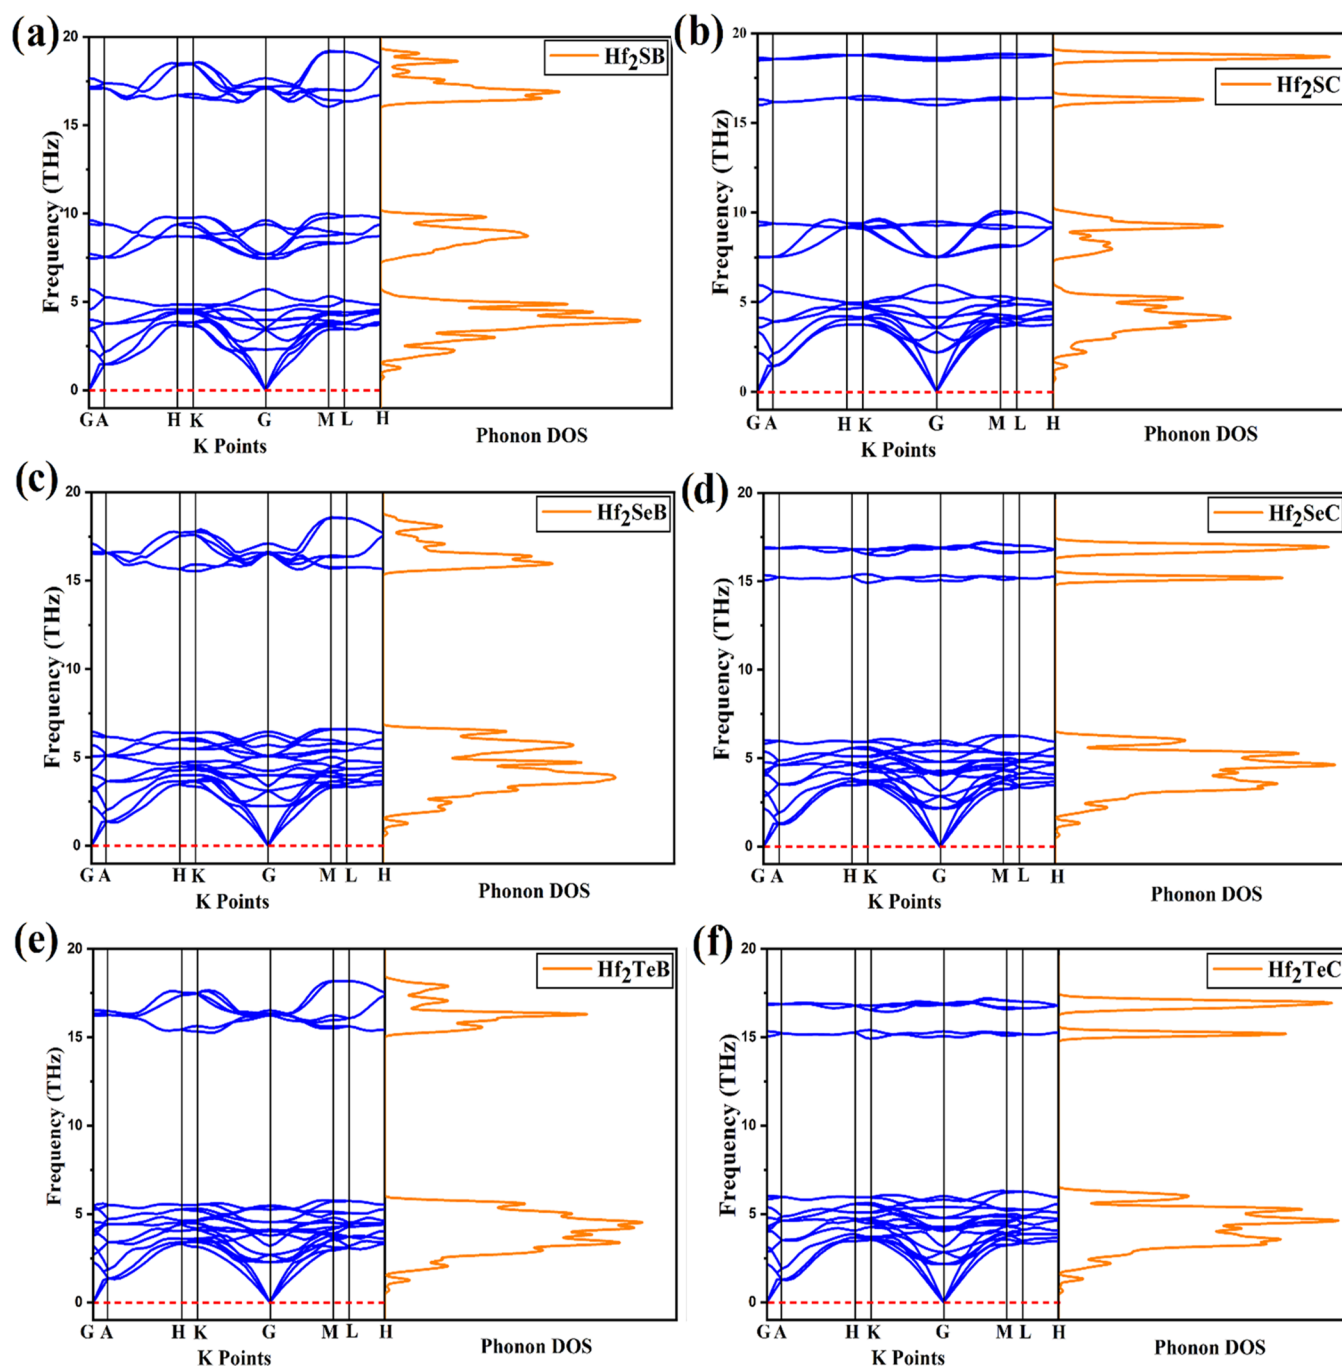 (a)
20
15
10
5
0
Frequency (THz)
Hf2SB
G A H K G M L H
K Points
Phonon DOS
(b)
20
15
10
5
0
Frequency (THz)
Hf2SC
G A H K G M L H
K Points
Phonon DOS
(c)
20
15
10
5
0
Frequency (THz)
Hf2SeB
G A H K G M L H
K Points
Phonon DOS
(d)
20
15
10
5
0
Frequency (THz)
Hf2SeC
G A H K G M L H
K Points
Phonon DOS
(e)
20
15
10
5
0
Frequency (THz)
Hf2TeB
G A H K G M L H
K Points
Phonon DOS
(f)
20
15
10
5
0
Frequency (THz)
Hf2TeC
G A H K G M L H
K Points
Phonon DOS